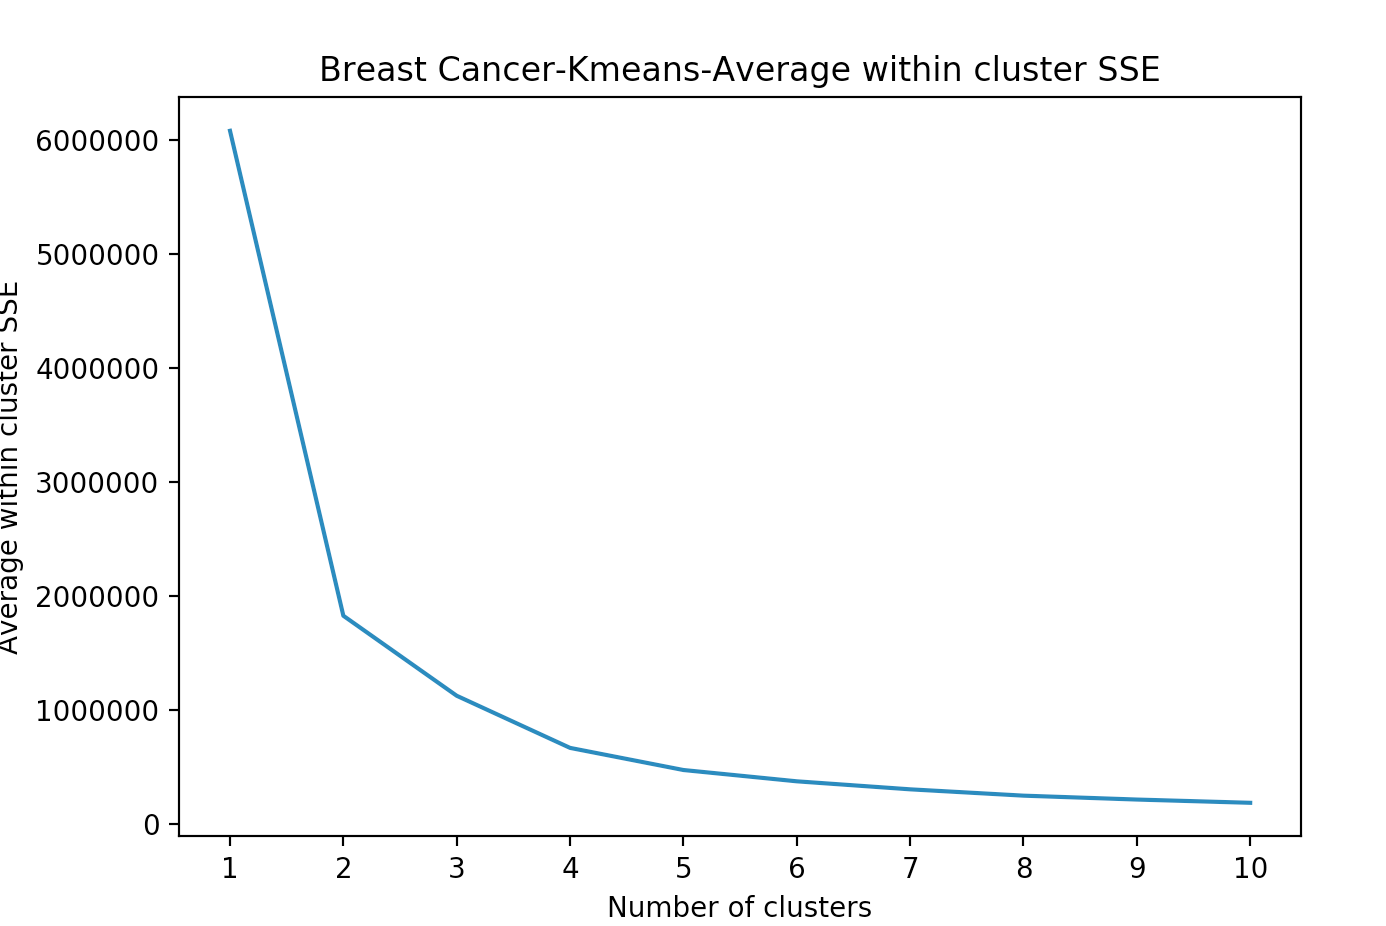 Breast Cancer-Kmeans-Average within cluster SSE
6000000
5000000
4000000
3000000
2000000
1000000
0
Average within cluster SSE
1 2 3 4 5 6 7 8 9 10
Number of clusters